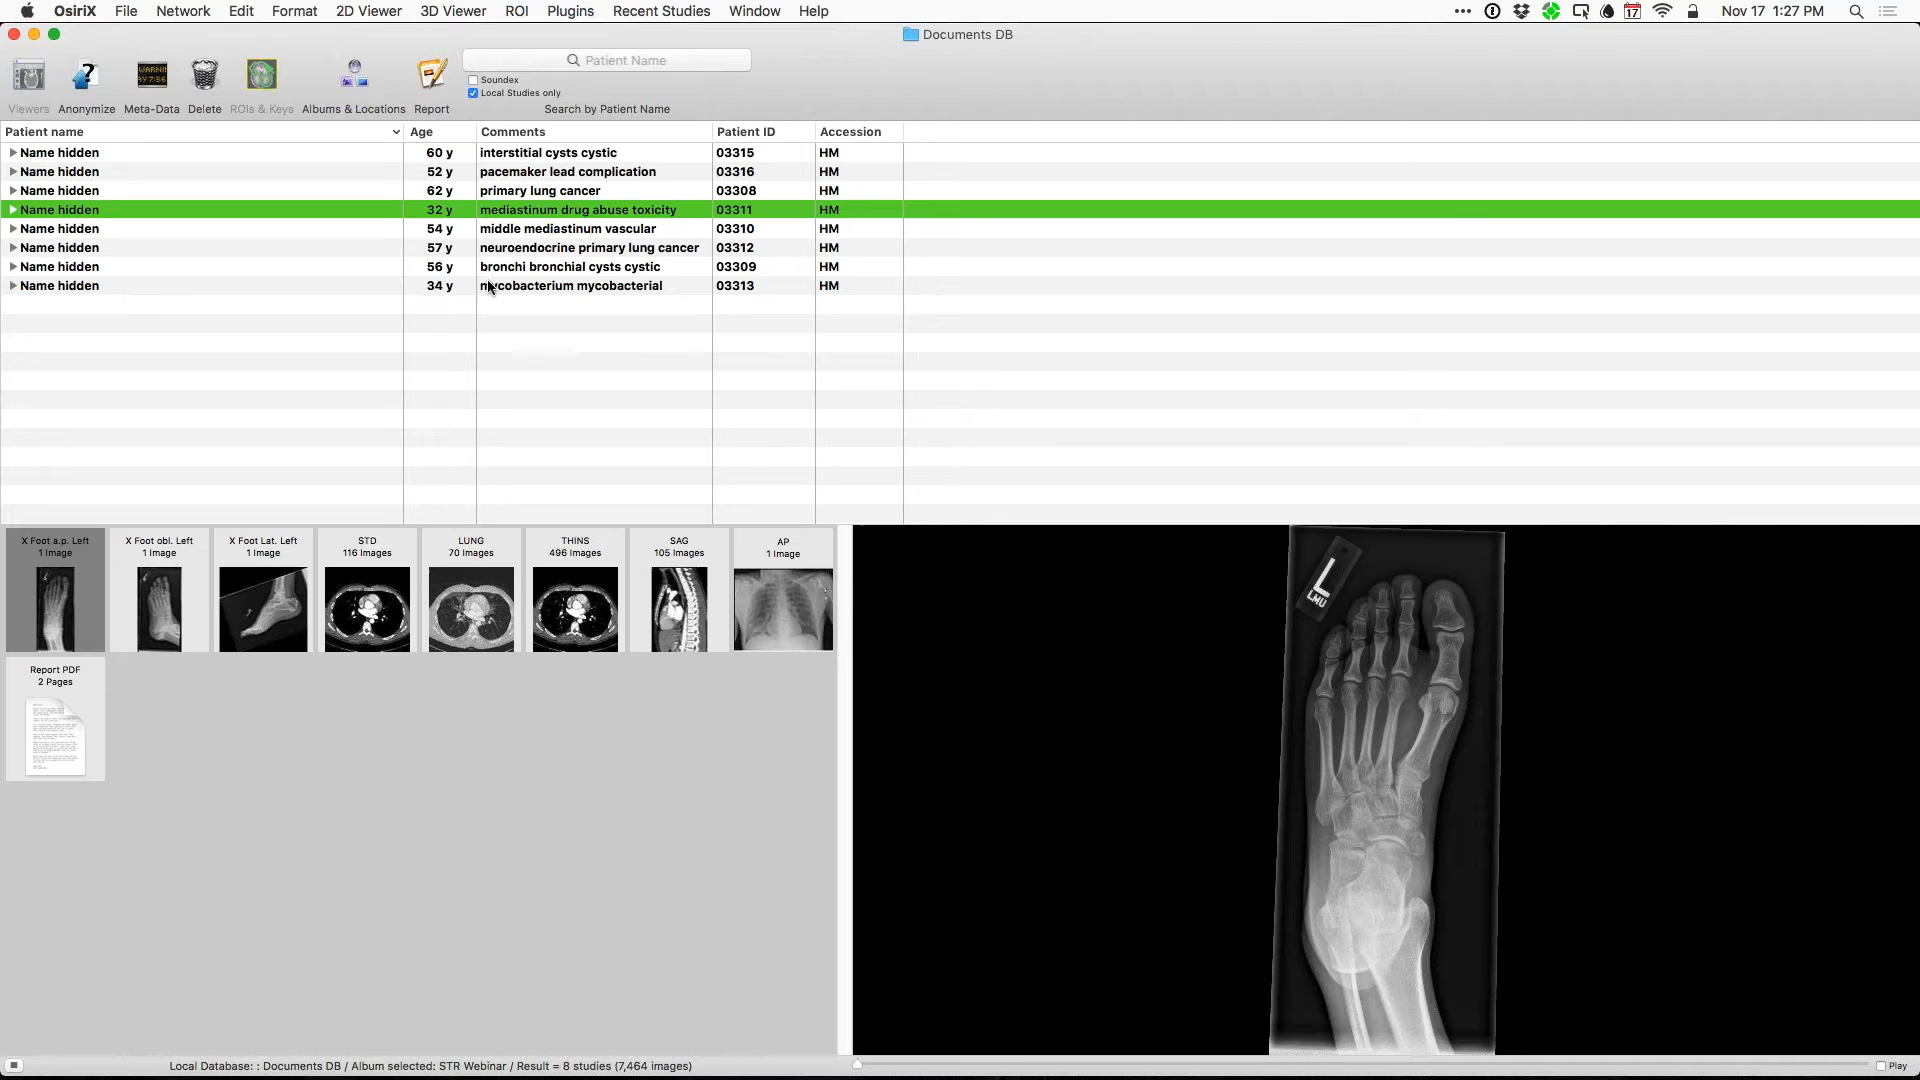 OsiriX File Network Edit Format 2D Viewer 3D Viewer ROI Plugins Recent Studies Window Help 17 Nov 17 1:27 PM
Documents DB
Patient Name
Soundex
Local Studies only
Viewers Anonymize Meta-Data Delete ROIs & Keys Albums & Locations Report Search by Patient Name
Patient name Age Comments Patient ID Accession
Name hidden 60 y interstitial cysts cystic 03315 HM
Name hidden 52 y pacemaker lead complication 03316 HM
Name hidden 62 y primary lung cancer 03308 HM
Name hidden 32 y mediastinum drug abuse toxicity 03311 HM
Name hidden 54 y middle mediastinum vascular 03310 HM
Name hidden 57 y neuroendocrine primary lung cancer 03312 HM
Name hidden 56 y bronchi bronchial cysts cystic 03309 HM
Name hidden 34 y mycobacterium mycobacterial 03313 HM
X Foot a.p. Left X Foot obl. Left X Foot Lat. Left STD LUNG THINS SAG AP
1 Image 1 Image 1 Image 116 Images 70 Images 496 Images 105 Images 1 Image
L
LMU
Report PDF
2 Pages
Local Database: : Documents DB / Album selected: STR Webinar / Result = 8 studies (7,464 images)
Play